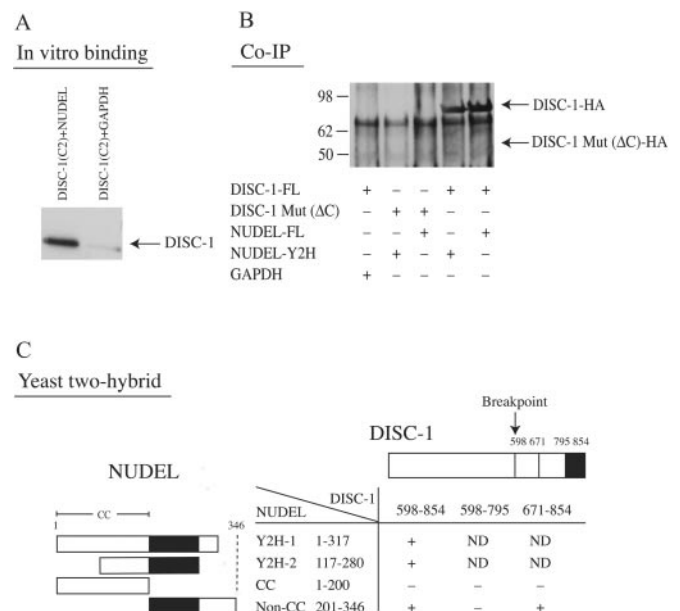 A
In vitro binding
DISC-1(C2)+NUDEL
DISC-1(C2)+GAPDH
DISC-1
B
Co-IP
98
62
50
DISC-1-HA
DISC-1 Mut (ΔC)-HA
DISC-1-FL + – – + +
DISC-1 Mut (ΔC) – + + – –
NUDEL-FL – – + – +
NUDEL-Y2H – + – + –
GAPDH + – – – –
C
Yeast two-hybrid
Breakpoint
DISC-1
598 671 795 854
NUDEL
CC
1 346
DISC-1
NUDEL 598-854 598-795 671-854
Y2H-1 1-317 + ND ND
Y2H-2 117-280 + ND ND
CC 1-200 – – –
Non-CC 201-346 + – +